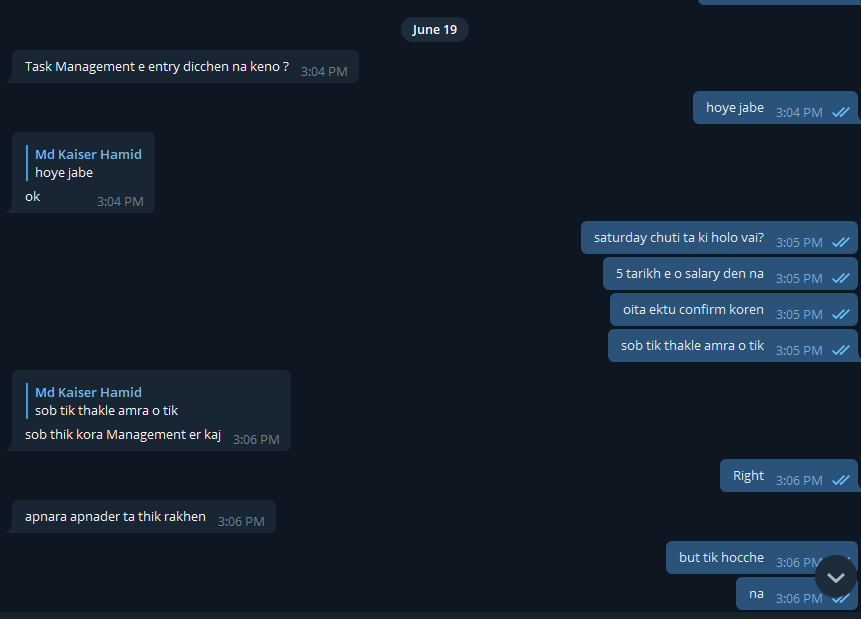 June 19
Task Management e entry dicchen na keno ? 3:04 PM
hoye jabe 3:04 PM
Md Kaiser Hamid
hoye jabe
ok 3:04 PM
saturday chuti ta ki holo vai? 3:05 PM
5 tarikh e o salary den na 3:05 PM
oita ektu confirm koren 3:05 PM
sob tik thakle amra o tik 3:05 PM
Md Kaiser Hamid
sob tik thakle amra o tik
sob thik kora Management er kaj 3:06 PM
Right 3:06 PM
apnara apnader ta thik rakhen 3:06 PM
but tik hocche 3:06 PM
na 3:06 PM